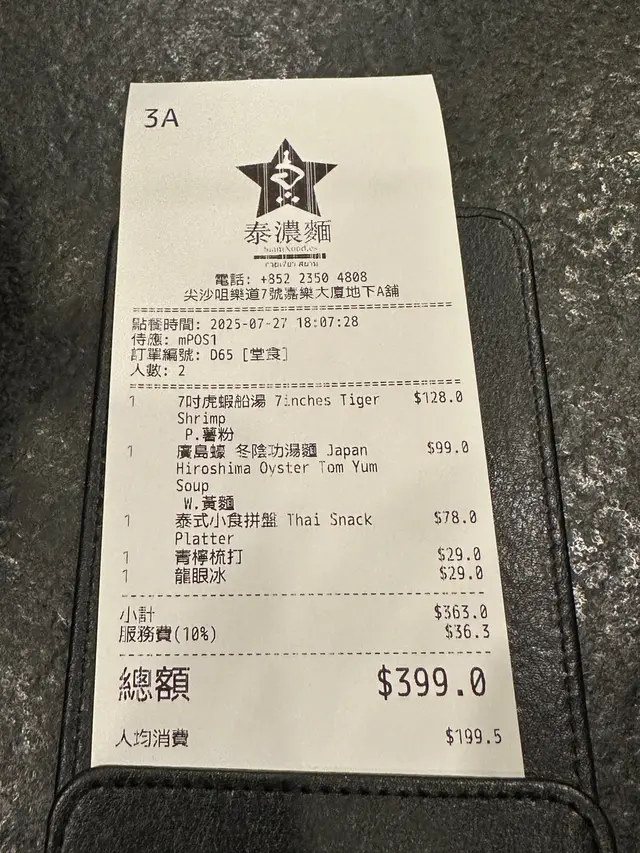 3A
泰濃麵
SiamNoodles
電話: +852 2350 4808
尖沙咀樂道7號嘉樂大廈地下A舖
點餐時間: 2025-07-27 18:07:28
侍應: mPOS1
訂單編號: D65 [堂食]
人數: 2
1 7吋虎蝦船湯 7inches Tiger $128.0
Shrimp
P.薯粉
1 廣島蠔 冬陰功湯麵 Japan $99.0
Hiroshima Oyster Tom Yum
Soup
W.黃麵
1 泰式小食拼盤 Thai Snack $78.0
Platter
1 青檸梳打 $29.0
1 龍眼冰 $29.0
小計 $363.0
服務費(10%) $36.3
總額 $399.0
人均消費 $199.5